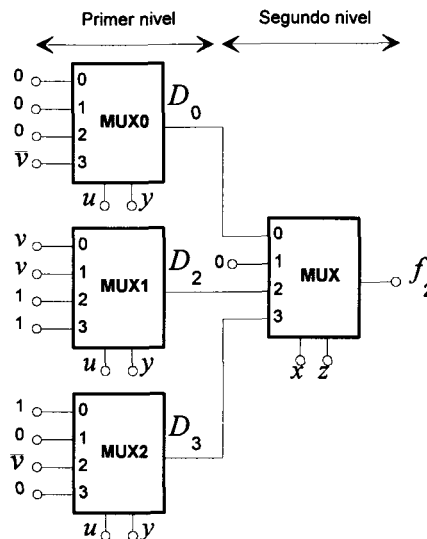 Primer nivel Segundo nivel
0 0
0 1
0 2
v̅ 3
MUX0
D₀
u y
v 0
v 1
1 2
1 3
MUX1
D₂
u y
1 0
0 1
v̅ 2
0 3
MUX2
D₃
u y
0
0 1
2
3
MUX
f₂
x z